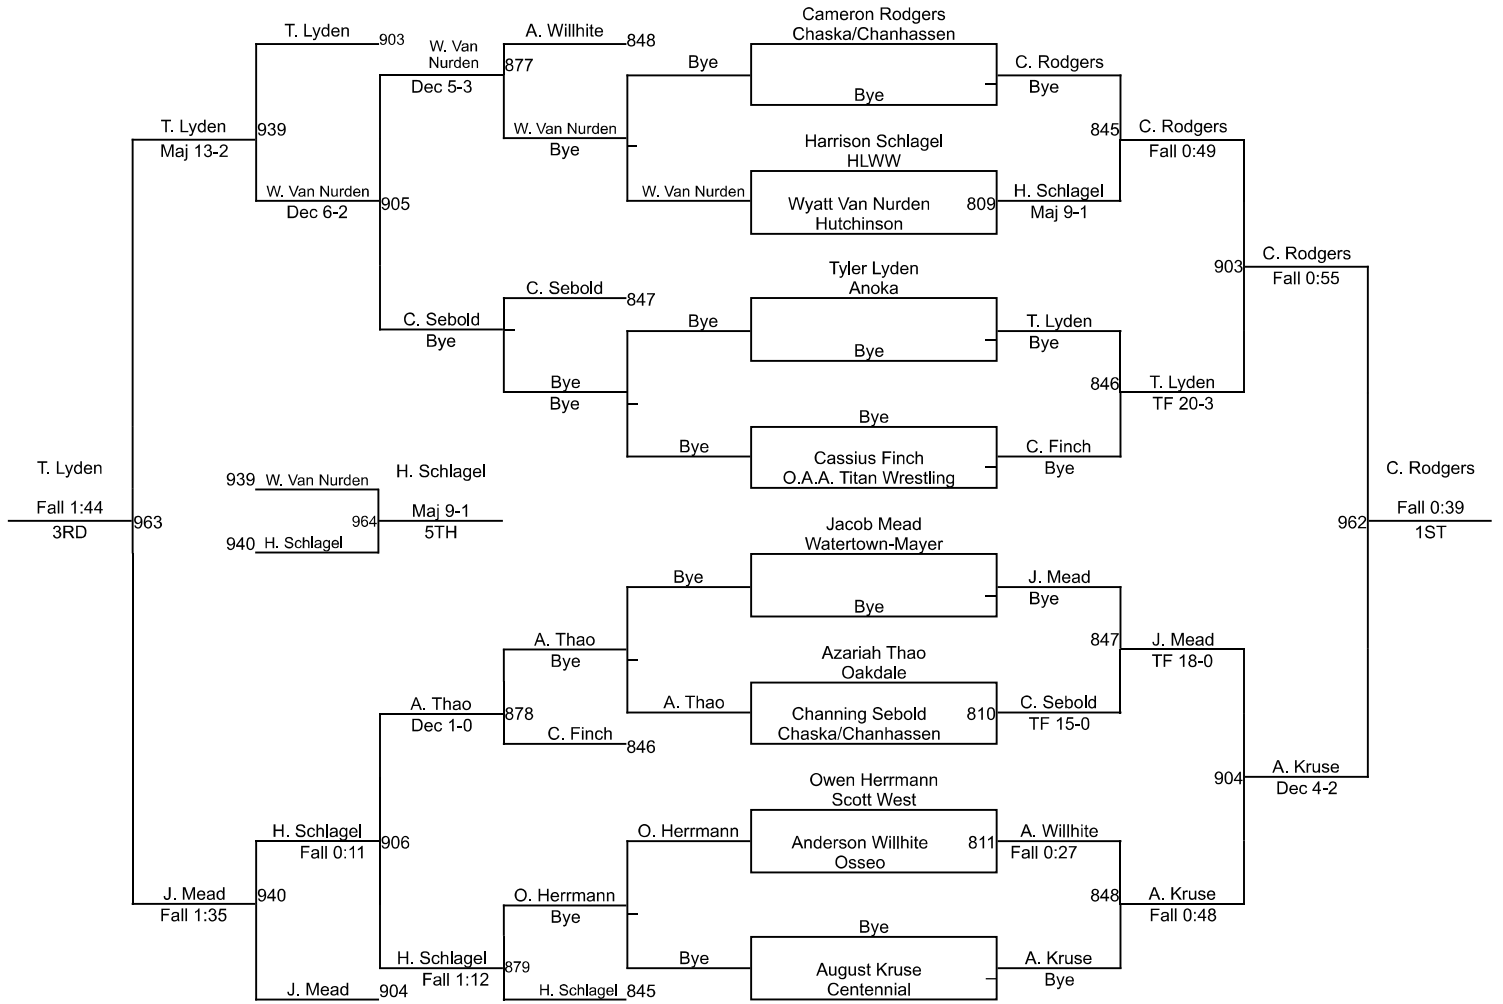 Cameron Rodgers
Chaska/Chanhassen
T. Lyden
903
W. Van
Nurden
Dec 5-3
877
A. Willhite
848
Bye
Bye
C. Rodgers
Bye
T. Lyden
Maj 13-2
939
W. Van Nurden
Bye
Harrison Schlagel
HLWW
845
C. Rodgers
Fall 0:49
W. Van Nurden
Dec 6-2
905
W. Van Nurden
Wyatt Van Nurden
Hutchinson
809
H. Schlagel
Maj 9-1
903
C. Rodgers
Fall 0:55
Tyler Lyden
Anoka
C. Sebold
847
C. Sebold
Bye
Bye
Bye
T. Lyden
Bye
Bye
Bye
846
T. Lyden
TF 20-3
Bye
Bye
Cassius Finch
O.A.A. Titan Wrestling
C. Finch
Bye
T. Lyden
Fall 1:44
3RD
963
939
W. Van Nurden
940
H. Schlagel
964
H. Schlagel
Maj 9-1
5TH
962
C. Rodgers
Fall 0:39
1ST
Jacob Mead
Watertown-Mayer
Bye
Bye
J. Mead
Bye
A. Thao
Bye
Azariah Thao
Oakdale
847
J. Mead
TF 18-0
A. Thao
Dec 1-0
878
A. Thao
Channing Sebold
Chaska/Chanhassen
810
C. Sebold
TF 15-0
C. Finch
846
904
A. Kruse
Dec 4-2
Owen Herrmann
Scott West
H. Schlagel
Fall 0:11
906
O. Herrmann
Anderson Willhite
Osseo
811
A. Willhite
Fall 0:27
J. Mead
Fall 1:35
940
O. Herrmann
Bye
848
A. Kruse
Fall 0:48
Bye
H. Schlagel
Fall 1:12
879
Bye
August Kruse
Centennial
A. Kruse
Bye
J. Mead
904
H. Schlagel
845